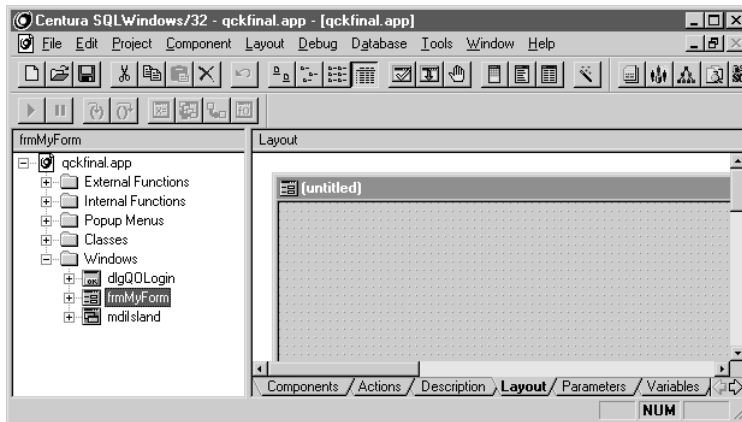 Centura SQLWindows/32 - qckfinal.app - [qckfinal.app]
File Edit Project Component Layout Debug Database Tools Window Help
frmMyForm
Layout
qckfinal.app
External Functions
Internal Functions
Popup Menus
Classes
Windows
dlgQOLogin
frmMyForm
mdiIsland
(untitled)
Components Actions Description Layout Parameters Variables
NUM